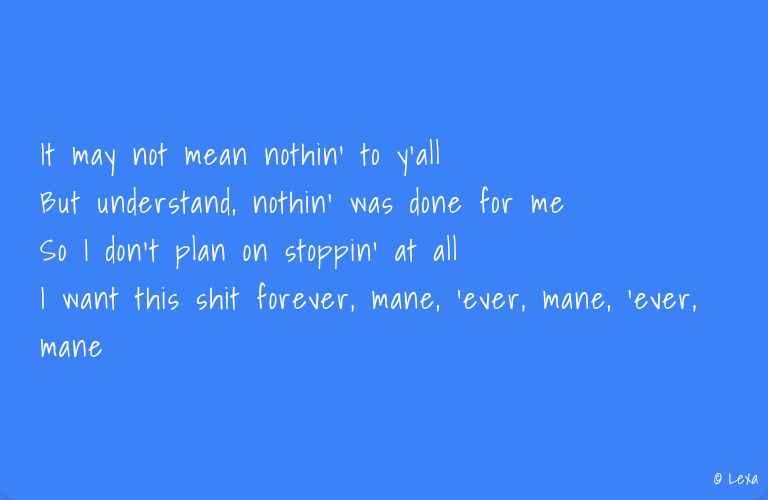 It may not mean nothin' to y'all
But understand, nothin' was done for me
So I don't plan on stoppin' at all
I want this shit forever, mane, 'ever, mane, 'ever,
mane
© Lexa